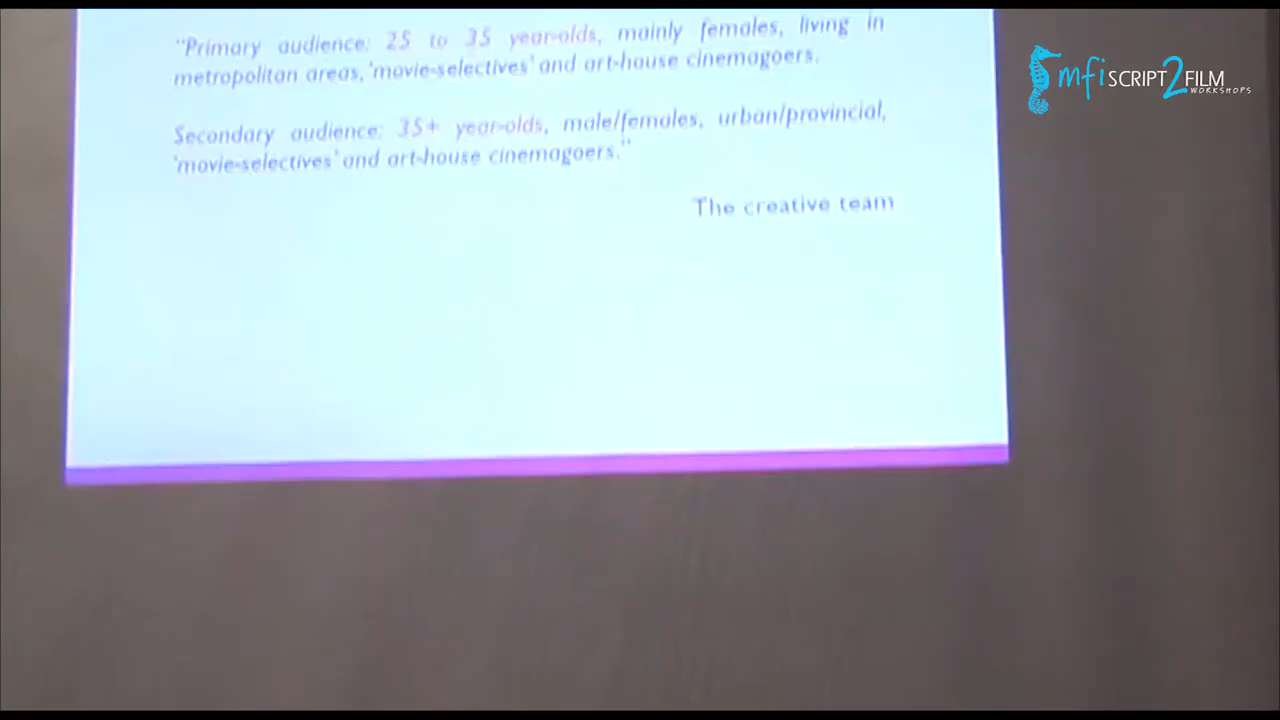 "Primary audience: 25 to 35 year-olds, mainly females, living in
metropolitan areas, 'movie-selectives' and art-house cinemagoers.
Secondary audience: 35+ year-olds, male/females, urban/provincial,
'movie-selectives' and art-house cinemagoers."
The creative team
mfi SCRIPT 2 FILM
WORKSHOPS